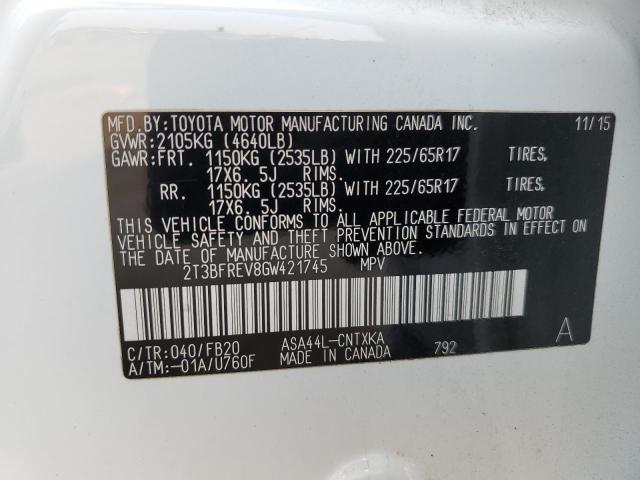 MFD.BY:TOYOTA MOTOR MANUFACTURING CANADA INC. 11/15
GVWR:2105KG (4640LB)
GAWR:FRT. 1150KG (2535LB) WITH 225/65R17 TIRES,
17X6.5J RIMS.
RR. 1150KG (2535LB) WITH 225/65R17 TIRES,
17X6.5J RIMS.
THIS VEHICLE CONFORMS TO ALL APPLICABLE FEDERAL MOTOR
VEHICLE SAFETY AND THEFT PREVENTION STANDARDS IN EFFECT ON
THE DATE OF MANUFACTURE SHOWN ABOVE.
2T3BFREV8GW421745 MPV
C/TR:040/FB20 ASA44L-CNTXKA A
A/TM:-01A/U760F MADE IN CANADA 792